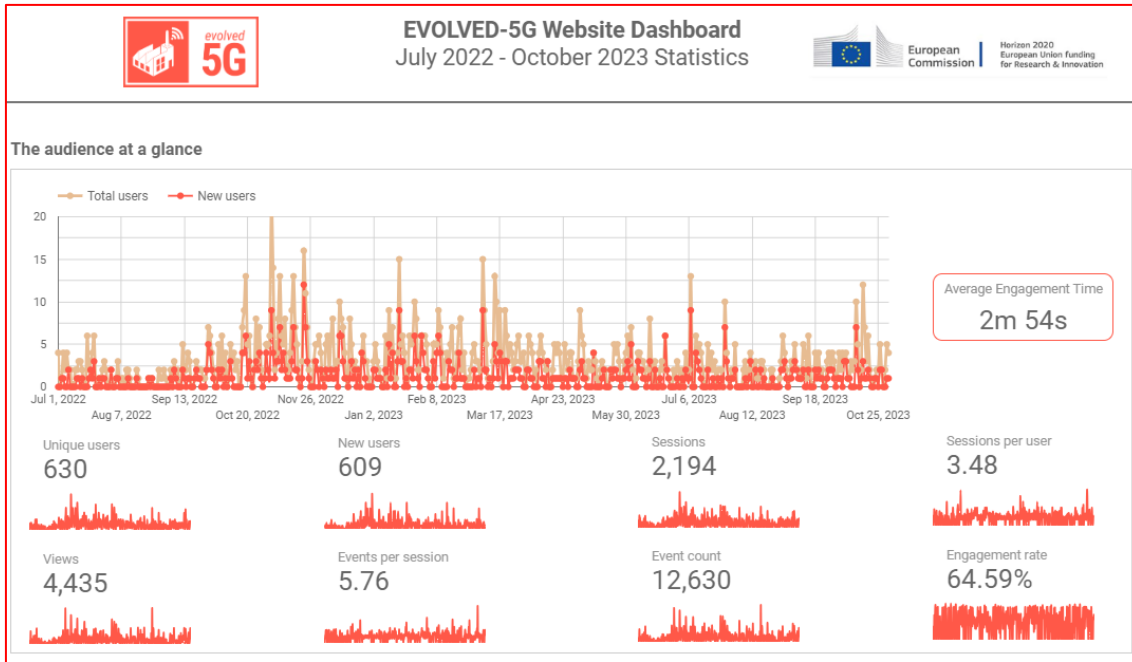 evolved
5G
EVOLVED-5G Website Dashboard
July 2022 - October 2023 Statistics
European
Commission
Horizon 2020
European Union funding
for Research & Innovation
The audience at a glance
Total users
New users
20
15
10
5
0
Jul 1, 2022
Aug 7, 2022
Sep 13, 2022
Oct 20, 2022
Nov 26, 2022
Jan 2, 2023
Feb 8, 2023
Mar 17, 2023
Apr 23, 2023
May 30, 2023
Jul 6, 2023
Aug 12, 2023
Sep 18, 2023
Oct 25, 2023
Average Engagement Time
2m 54s
Unique users
630
New users
609
Sessions
2,194
Sessions per user
3.48
Views
4,435
Events per session
5.76
Event count
12,630
Engagement rate
64.59%